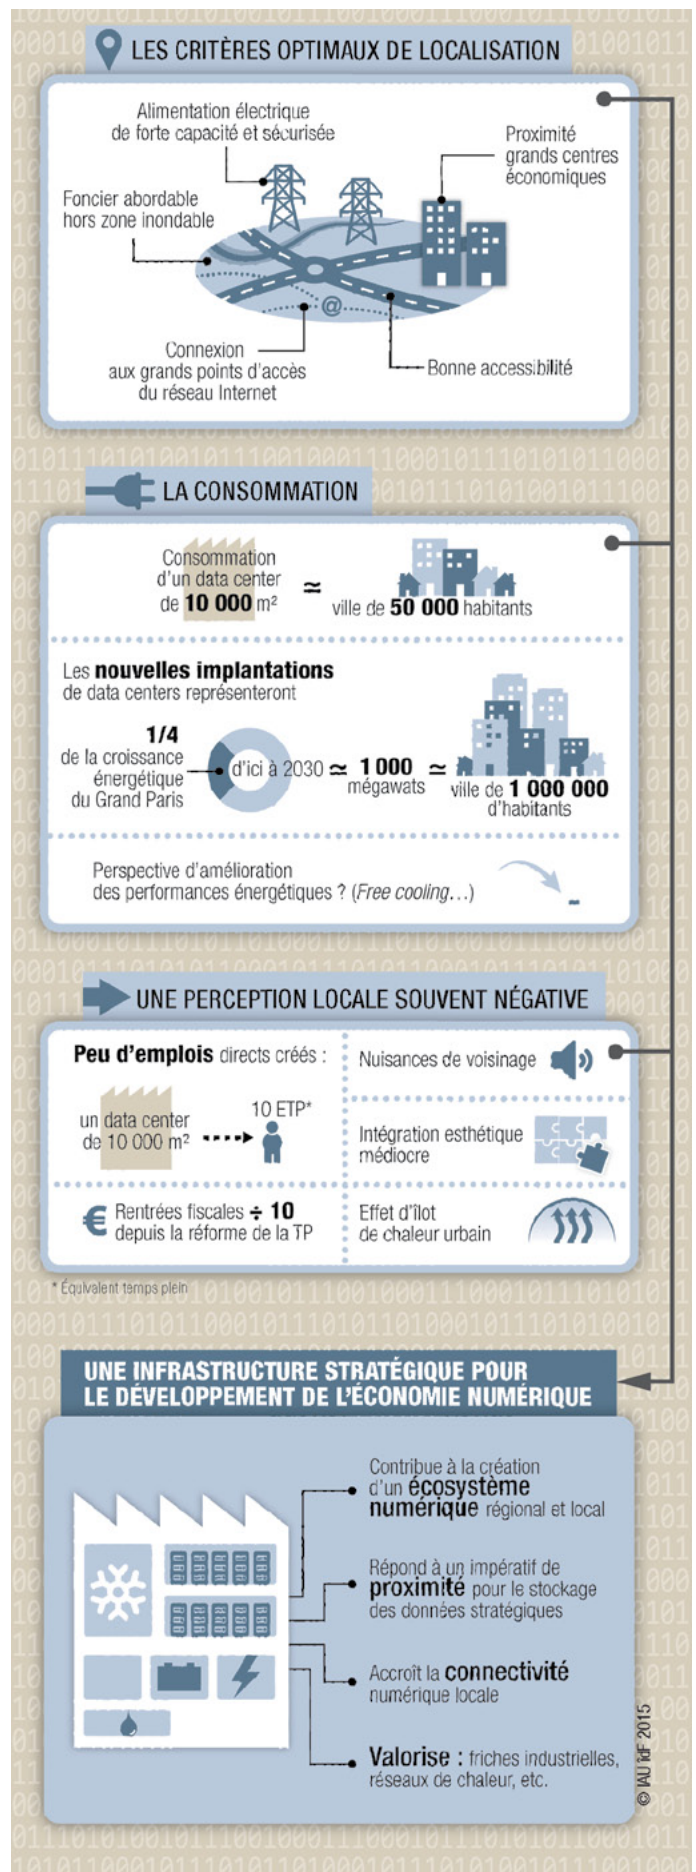 LES CRITÈRES OPTIMAUX DE LOCALISATION
Alimentation électrique
de forte capacité et sécurisée
Proximité
grands centres
économiques
Foncier abordable
hors zone inondable
@
Connexion
aux grands points d'accès
du réseau Internet
Bonne accessibilité
LA CONSOMMATION
Consommation
d'un data center
de 10 000 m²
≈
ville de 50 000 habitants
Les nouvelles implantations
de data centers représenteront
1/4
de la croissance
énergétique
du Grand Paris
d'ici à 2030 ≈ 1 000
mégawats
≈ ville de 1 000 000
d'habitants
Perspective d'amélioration
des performances énergétiques ? (Free cooling…)
UNE PERCEPTION LOCALE SOUVENT NÉGATIVE
Peu d'emplois directs créés :
un data center
de 10 000 m²
10 ETP*
Nuisances de voisinage
Intégration esthétique
médiocre
€ Rentrées fiscales ÷ 10
depuis la réforme de la TP
Effet d'îlot
de chaleur urbain
* Équivalent temps plein
UNE INFRASTRUCTURE STRATÉGIQUE POUR
LE DÉVELOPPEMENT DE L'ÉCONOMIE NUMÉRIQUE
Contribue à la création
d'un écosystème
numérique régional et local
Répond à un impératif de
proximité pour le stockage
des données stratégiques
Accroît la connectivité
numérique locale
Valorise : friches industrielles,
réseaux de chaleur, etc.
© IAU îdF 2015